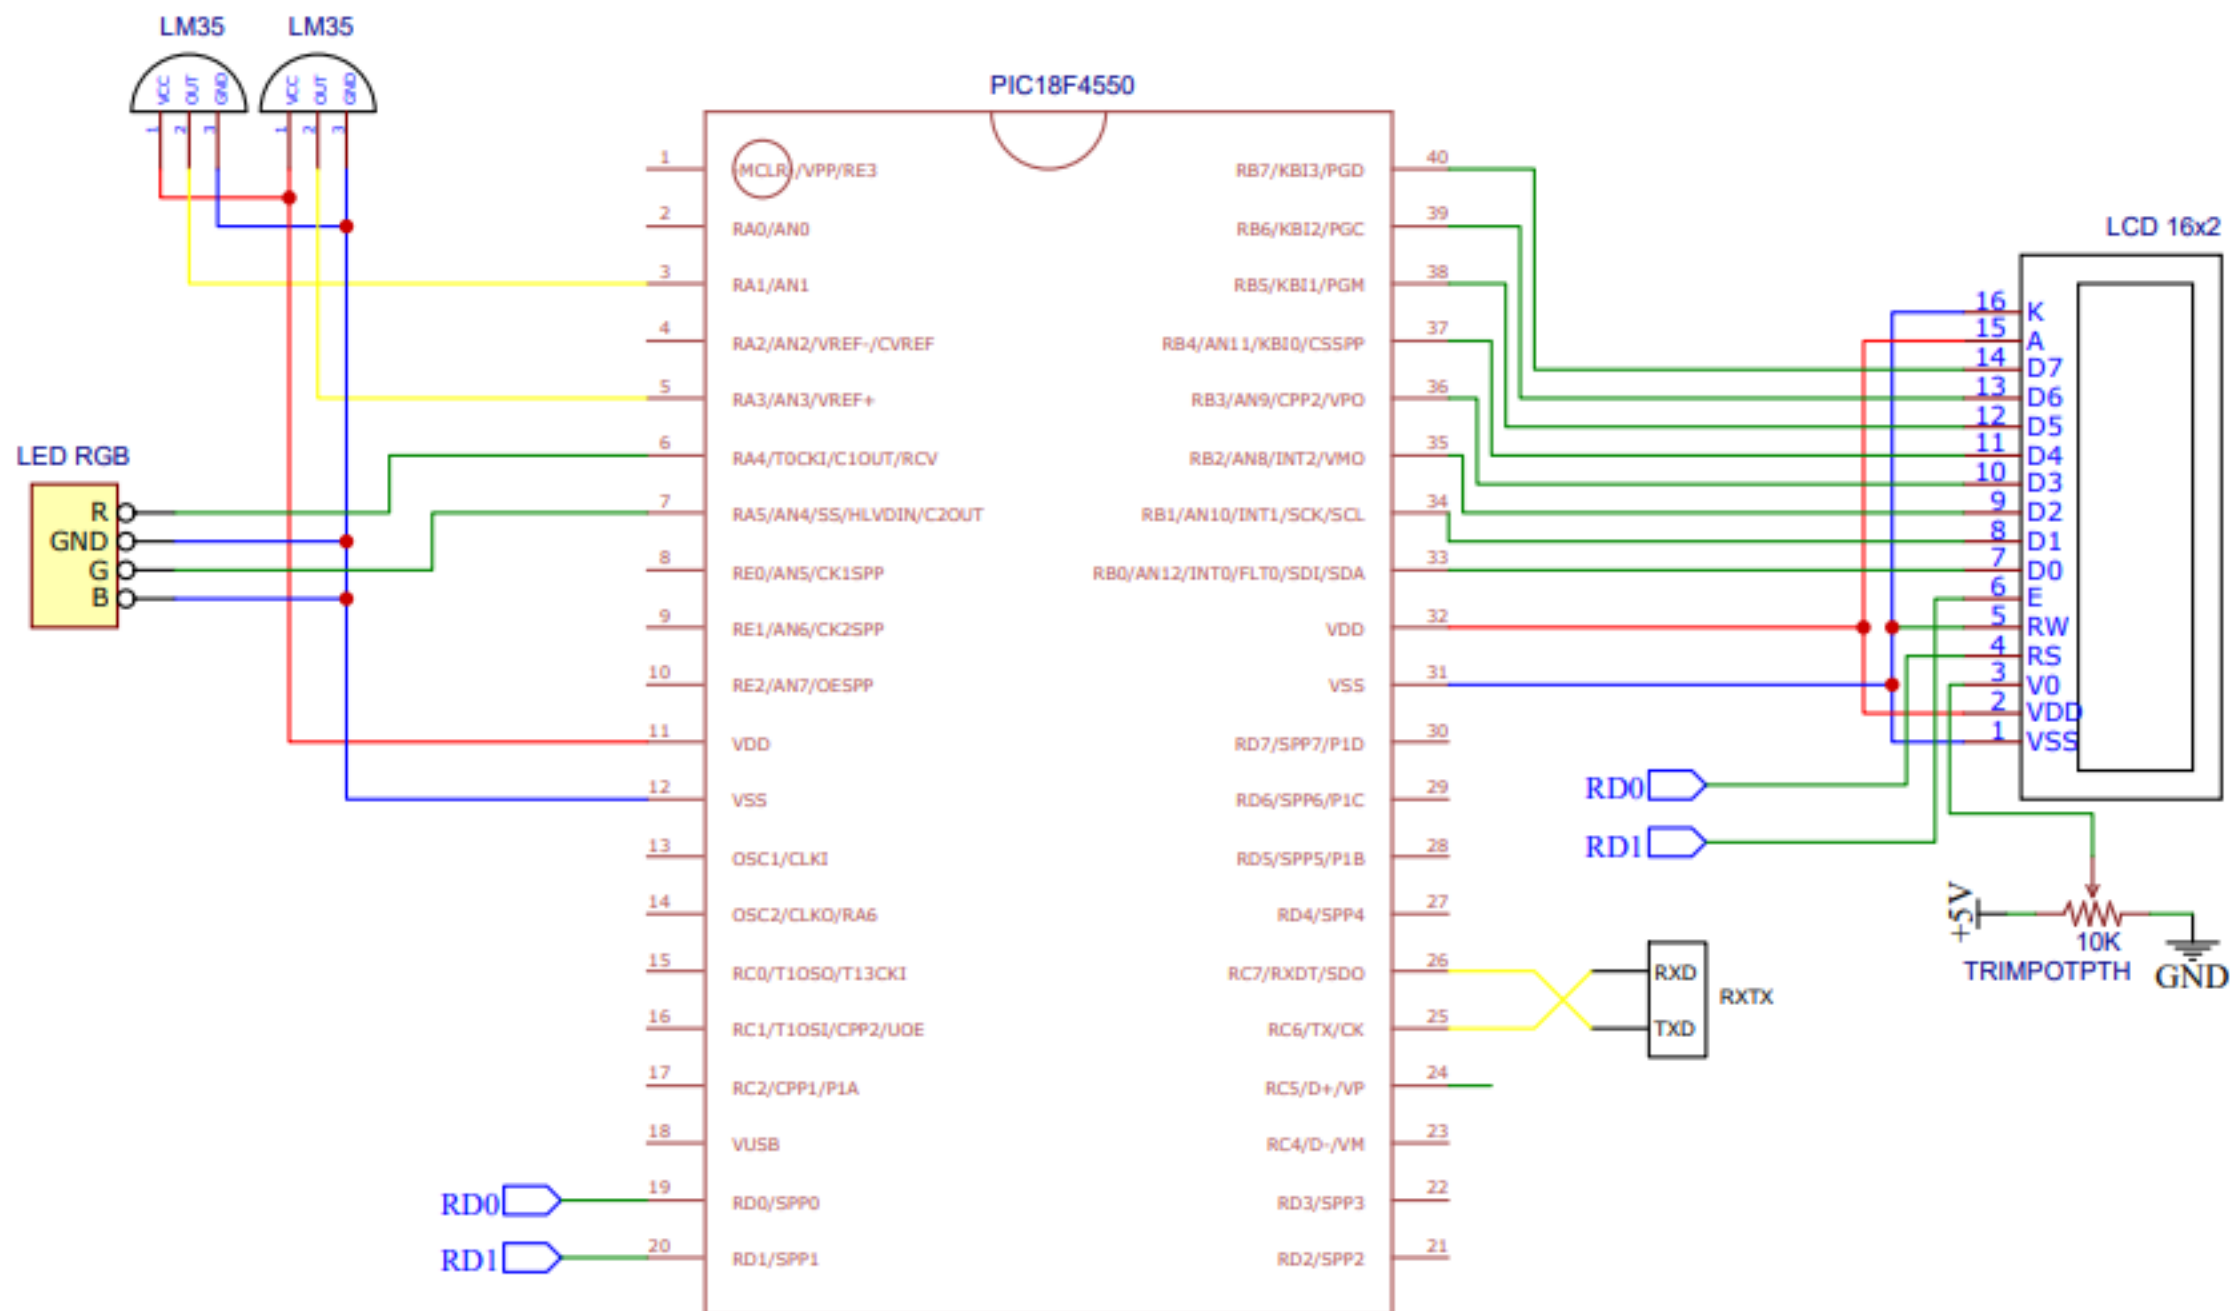 LM35
LM35
VCC
OUT
GND
1
2
3
VCC
OUT
GND
1
2
3
LED RGB
R
GND
G
B
PIC18F4550
1 MCLR/VPP/RE3
2 RA0/AN0
3 RA1/AN1
4 RA2/AN2/VREF-/CVREF
5 RA3/AN3/VREF+
6 RA4/T0CKI/C1OUT/RCV
7 RA5/AN4/SS/HLVDIN/C2OUT
8 RE0/AN5/CK1SPP
9 RE1/AN6/CK2SPP
10 RE2/AN7/OESPP
11 VDD
12 VSS
13 OSC1/CLKI
14 OSC2/CLKO/RA6
15 RC0/T1OSO/T13CKI
16 RC1/T1OSI/CPP2/UOE
17 RC2/CPP1/P1A
18 VUSB
RD0 19 RD0/SPP0
RD1 20 RD1/SPP1
RB7/KBI3/PGD 40
RB6/KBI2/PGC 39
RB5/KBI1/PGM 38
RB4/AN11/KBI0/CSSPP 37
RB3/AN9/CPP2/VPO 36
RB2/AN8/INT2/VMO 35
RB1/AN10/INT1/SCK/SCL 34
RB0/AN12/INT0/FLT0/SDI/SDA 33
VDD 32
VSS 31
RD7/SPP7/P1D 30
RD6/SPP6/P1C 29
RD5/SPP5/P1B 28
RD4/SPP4 27
RC7/RXDT/SDO 26
RC6/TX/CK 25
RC5/D+/VP 24
RC4/D-/VM 23
RD3/SPP3 22
RD2/SPP2 21
LCD 16x2
16 K
15 A
14 D7
13 D6
12 D5
11 D4
10 D3
9 D2
8 D1
7 D0
6 E
5 RW
4 RS
3 V0
2 VDD
1 VSS
RD0
RD1
+5V
10K
TRIMPOTPTH
GND
RXD
TXD
RXTX